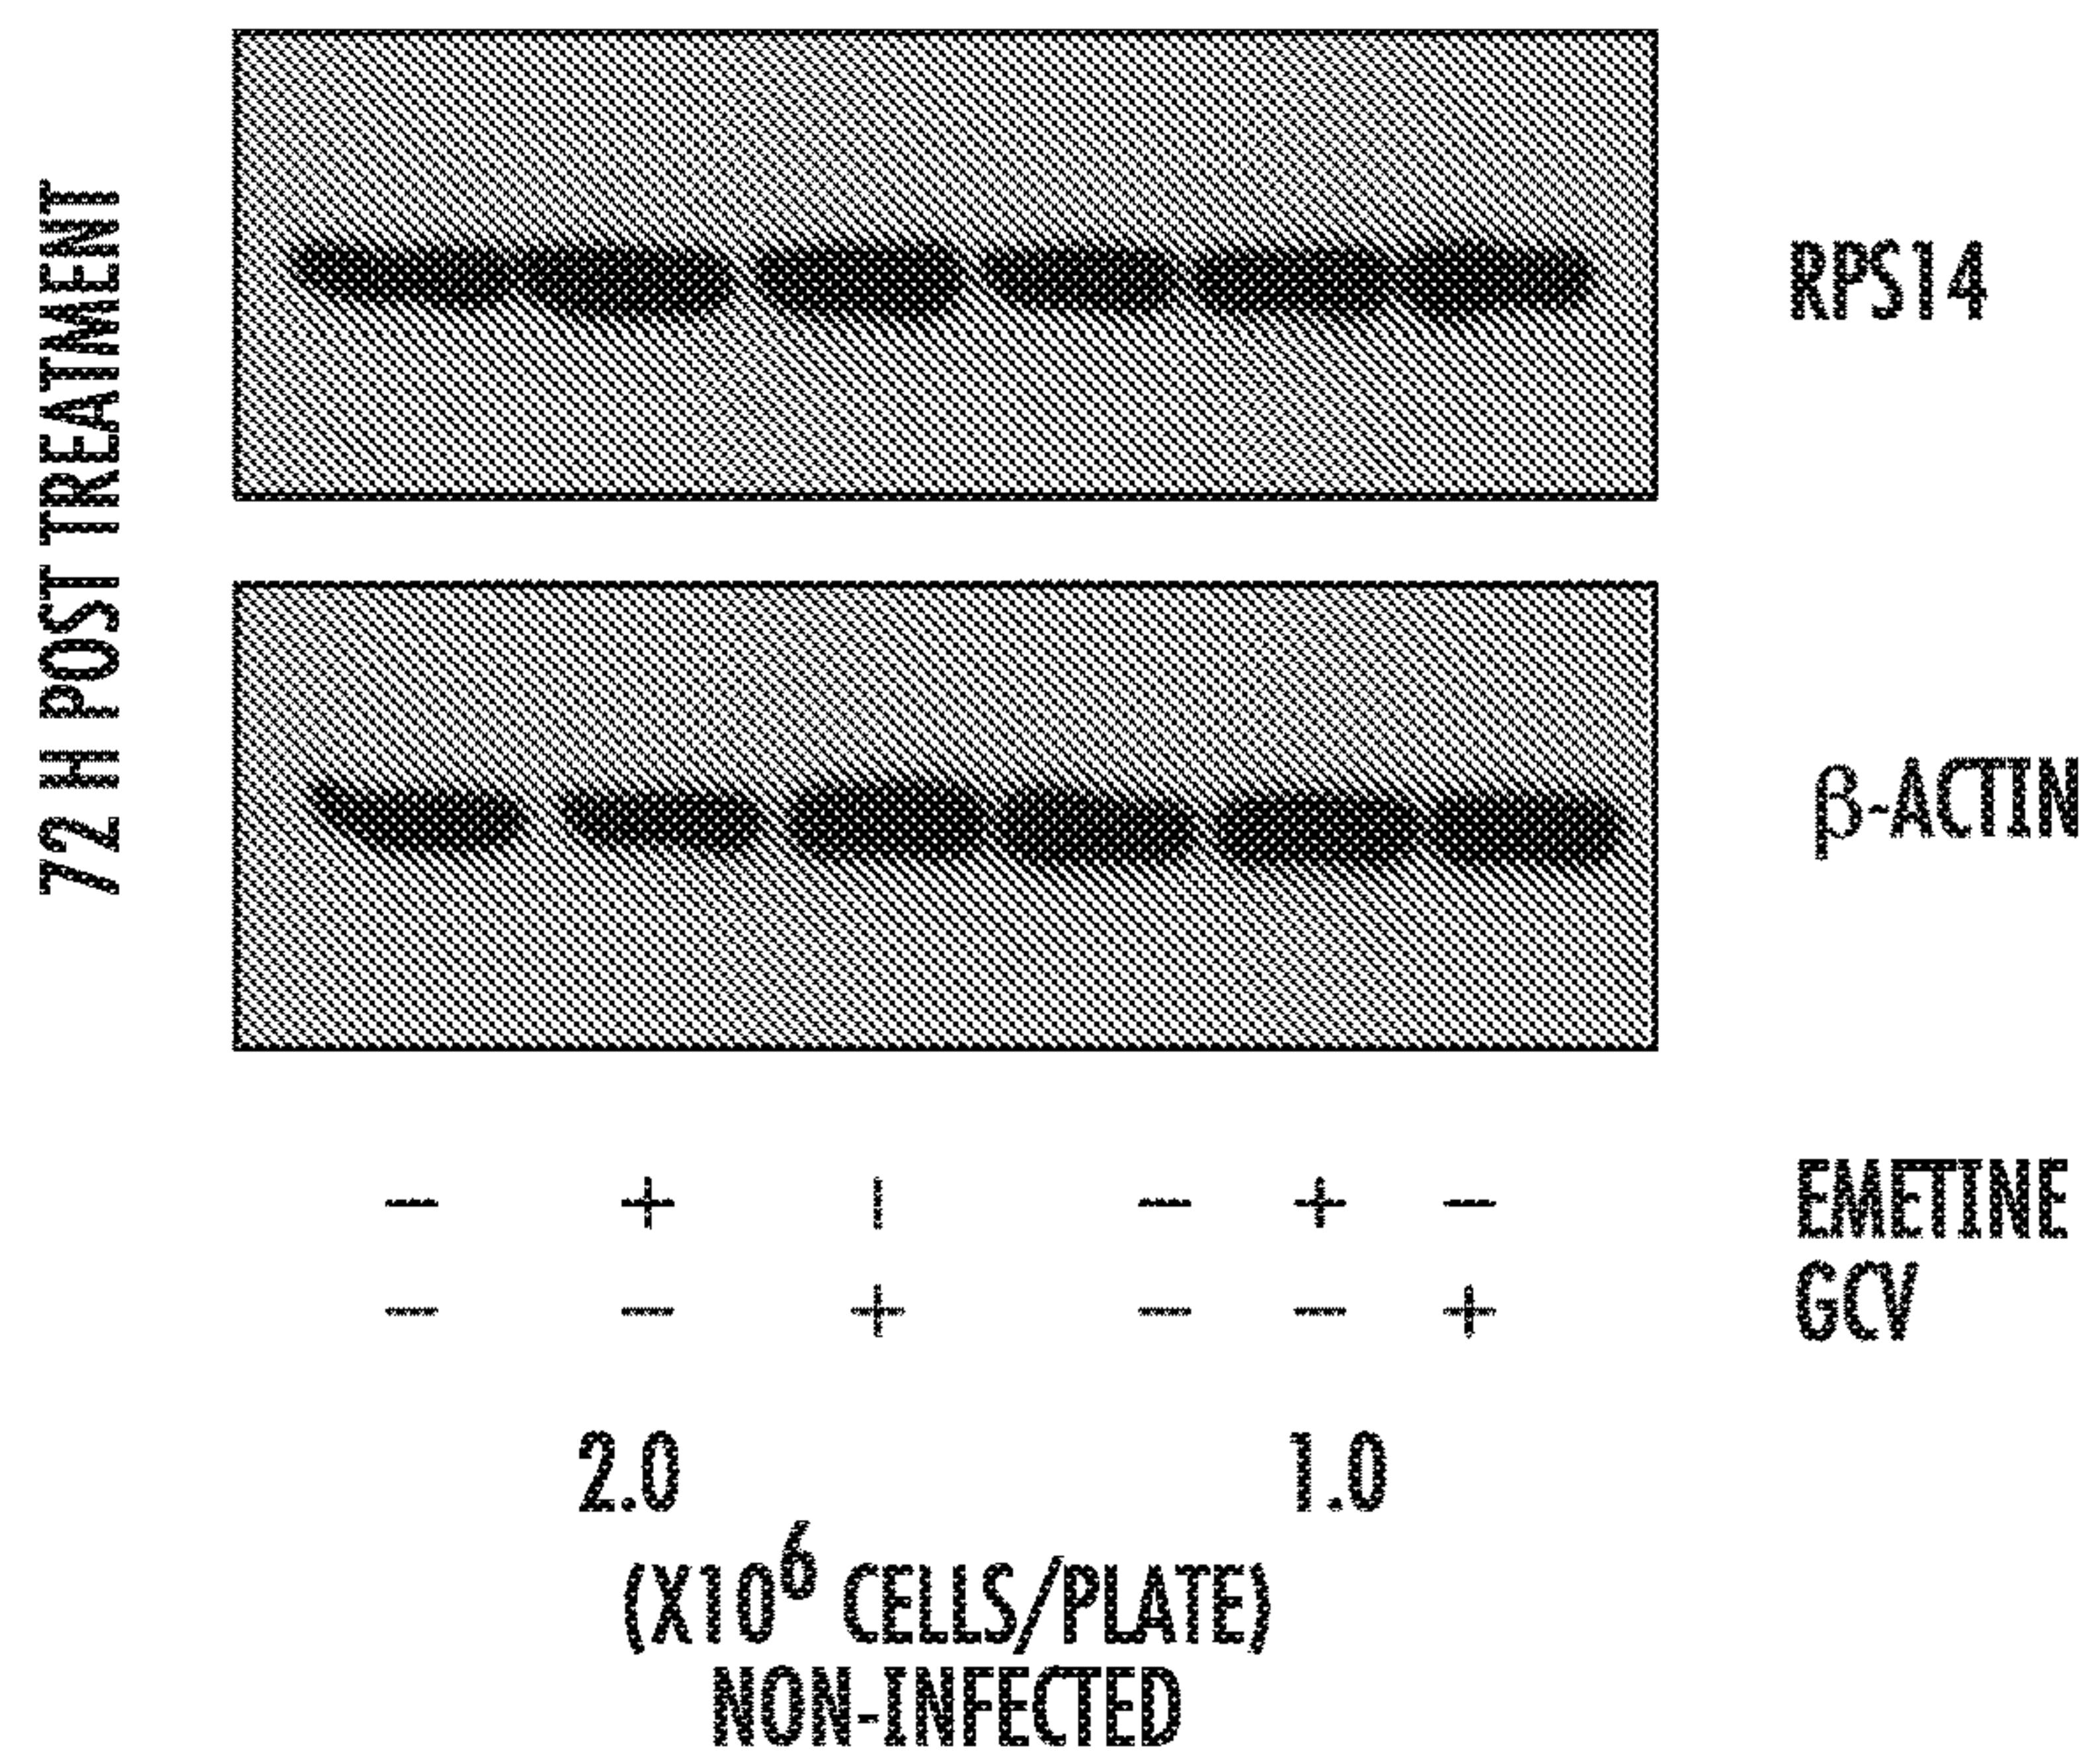 72 H POST TREATMENT
RPS14
β-ACTIN
− + | − + − EMETINE
− − + − − + GCV
2.0 1.0
(X10⁶ CELLS/PLATE)
NON-INFECTED